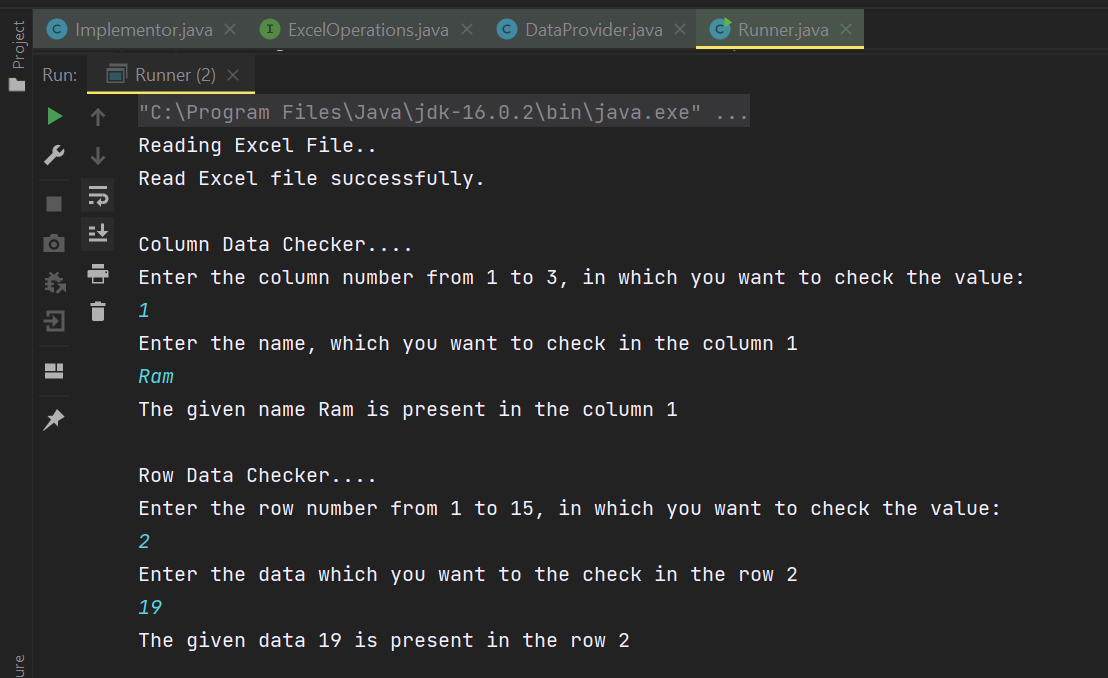 Project
Implementor.java
ExcelOperations.java
DataProvider.java
Runner.java
Run:
Runner (2)
"C:\Program Files\Java\jdk-16.0.2\bin\java.exe" ...
Reading Excel File..
Read Excel file successfully.
Column Data Checker....
Enter the column number from 1 to 3, in which you want to check the value:
1
Enter the name, which you want to check in the column 1
Ram
The given name Ram is present in the column 1
Row Data Checker....
Enter the row number from 1 to 15, in which you want to check the value:
2
Enter the data which you want to the check in the row 2
19
The given data 19 is present in the row 2
ure